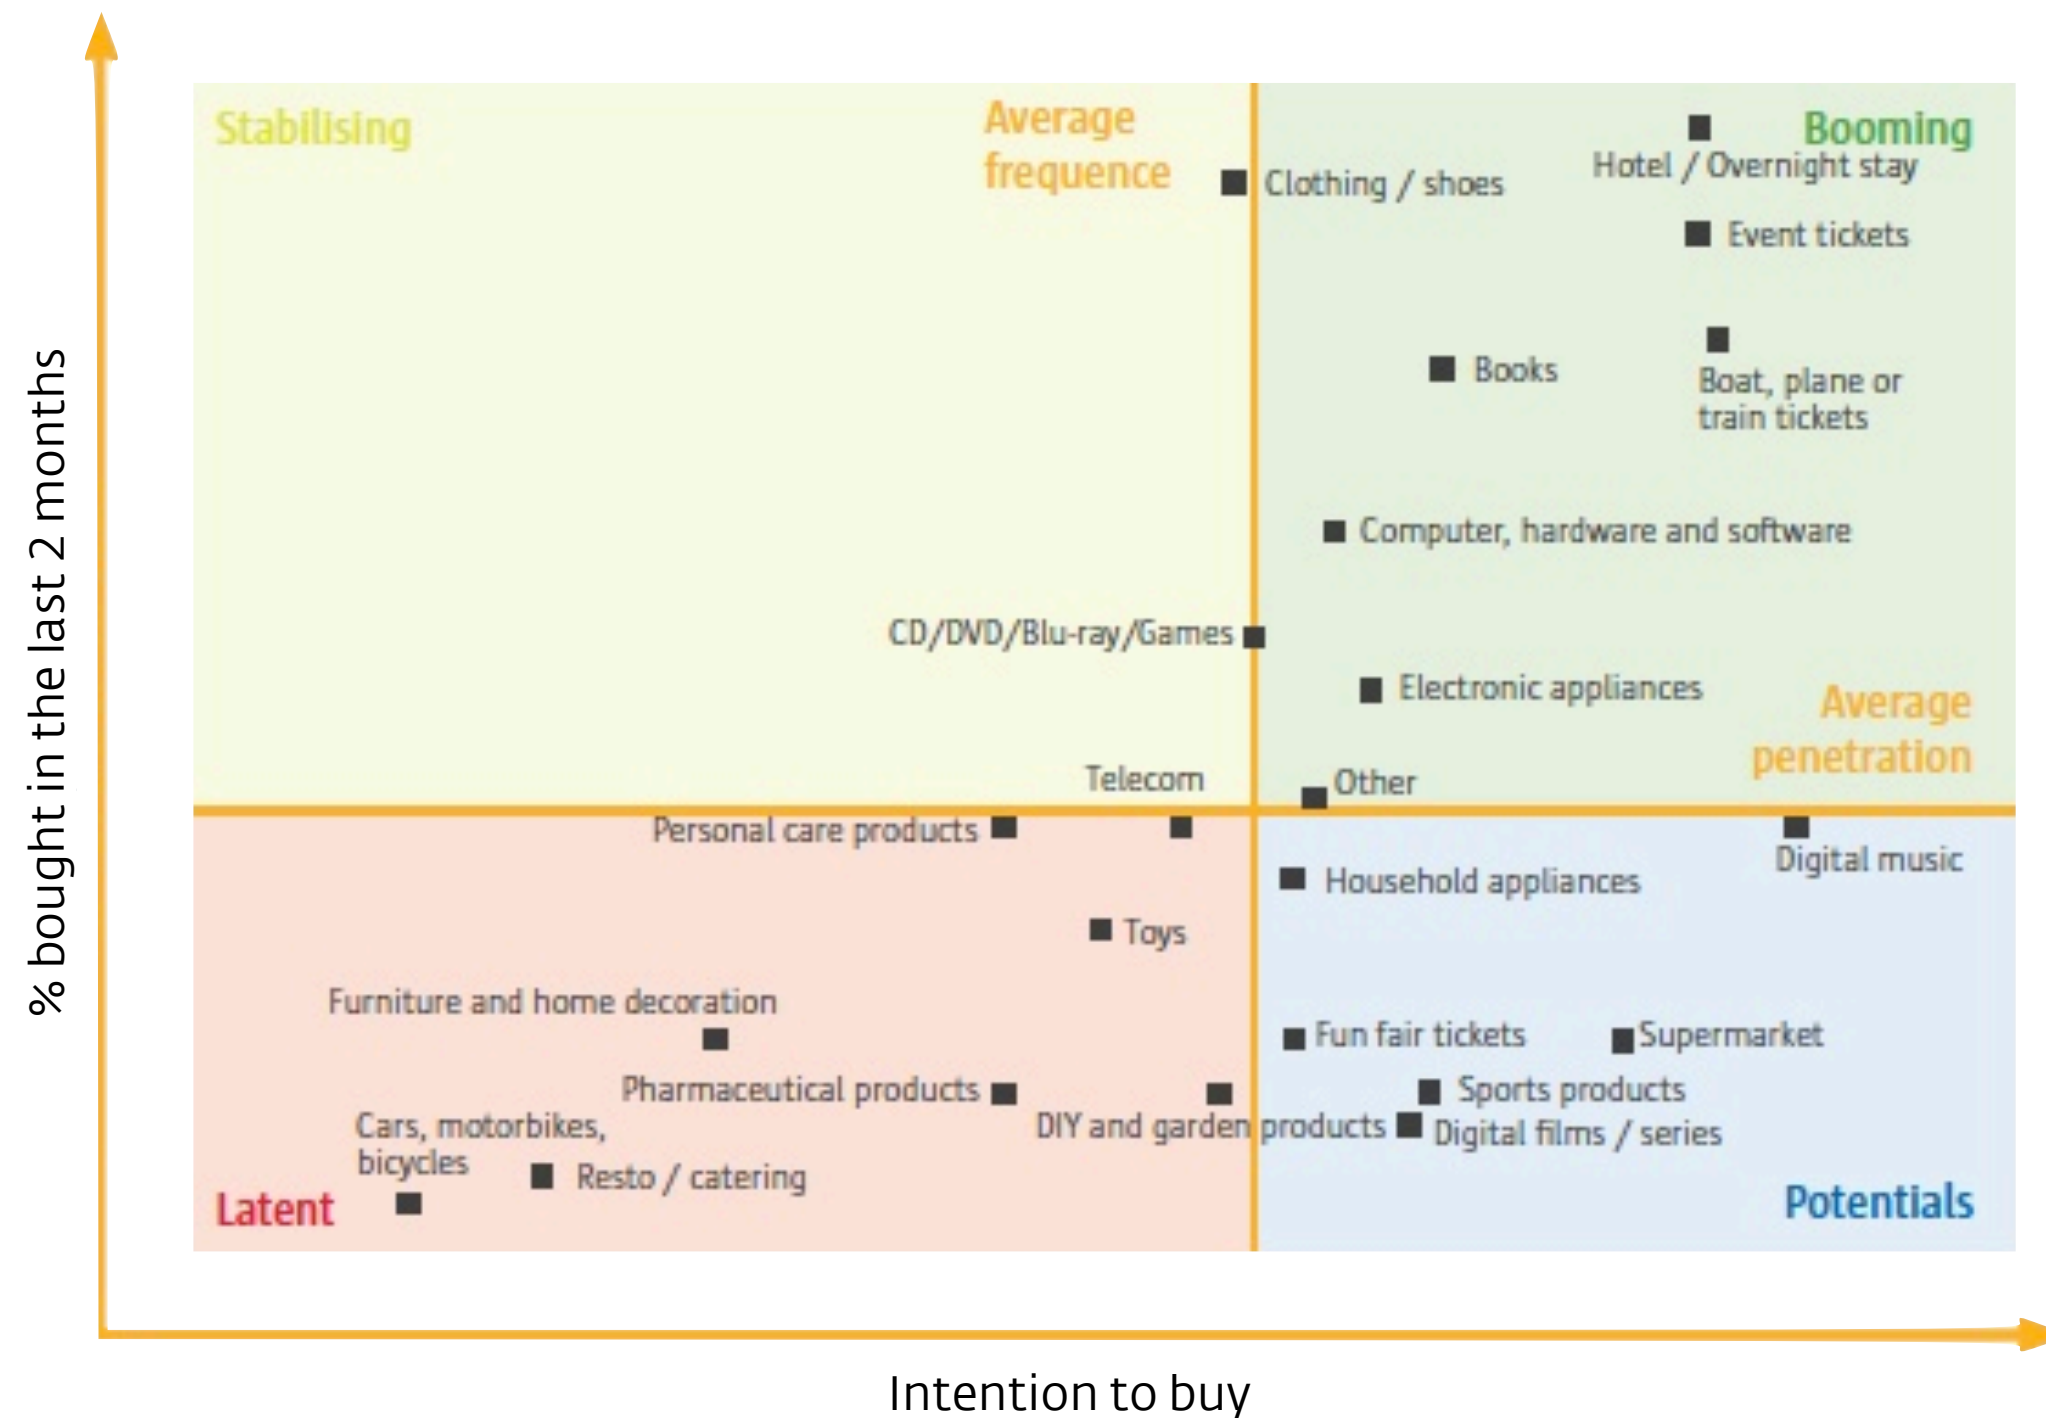 Stabilising
Average
frequence
Booming
Hotel / Overnight stay
Clothing / shoes
Event tickets
Books
Boat, plane or
train tickets
Computer, hardware and software
CD/DVD/Blu-ray/Games
Electronic appliances
Average
penetration
Telecom
Other
Personal care products
Digital music
Household appliances
Toys
Furniture and home decoration
Fun fair tickets
Supermarket
Pharmaceutical products
Sports products
Cars, motorbikes,
bicycles
DIY and garden products
Digital films / series
Resto / catering
Latent
Potentials
% bought in the last 2 months
Intention to buy